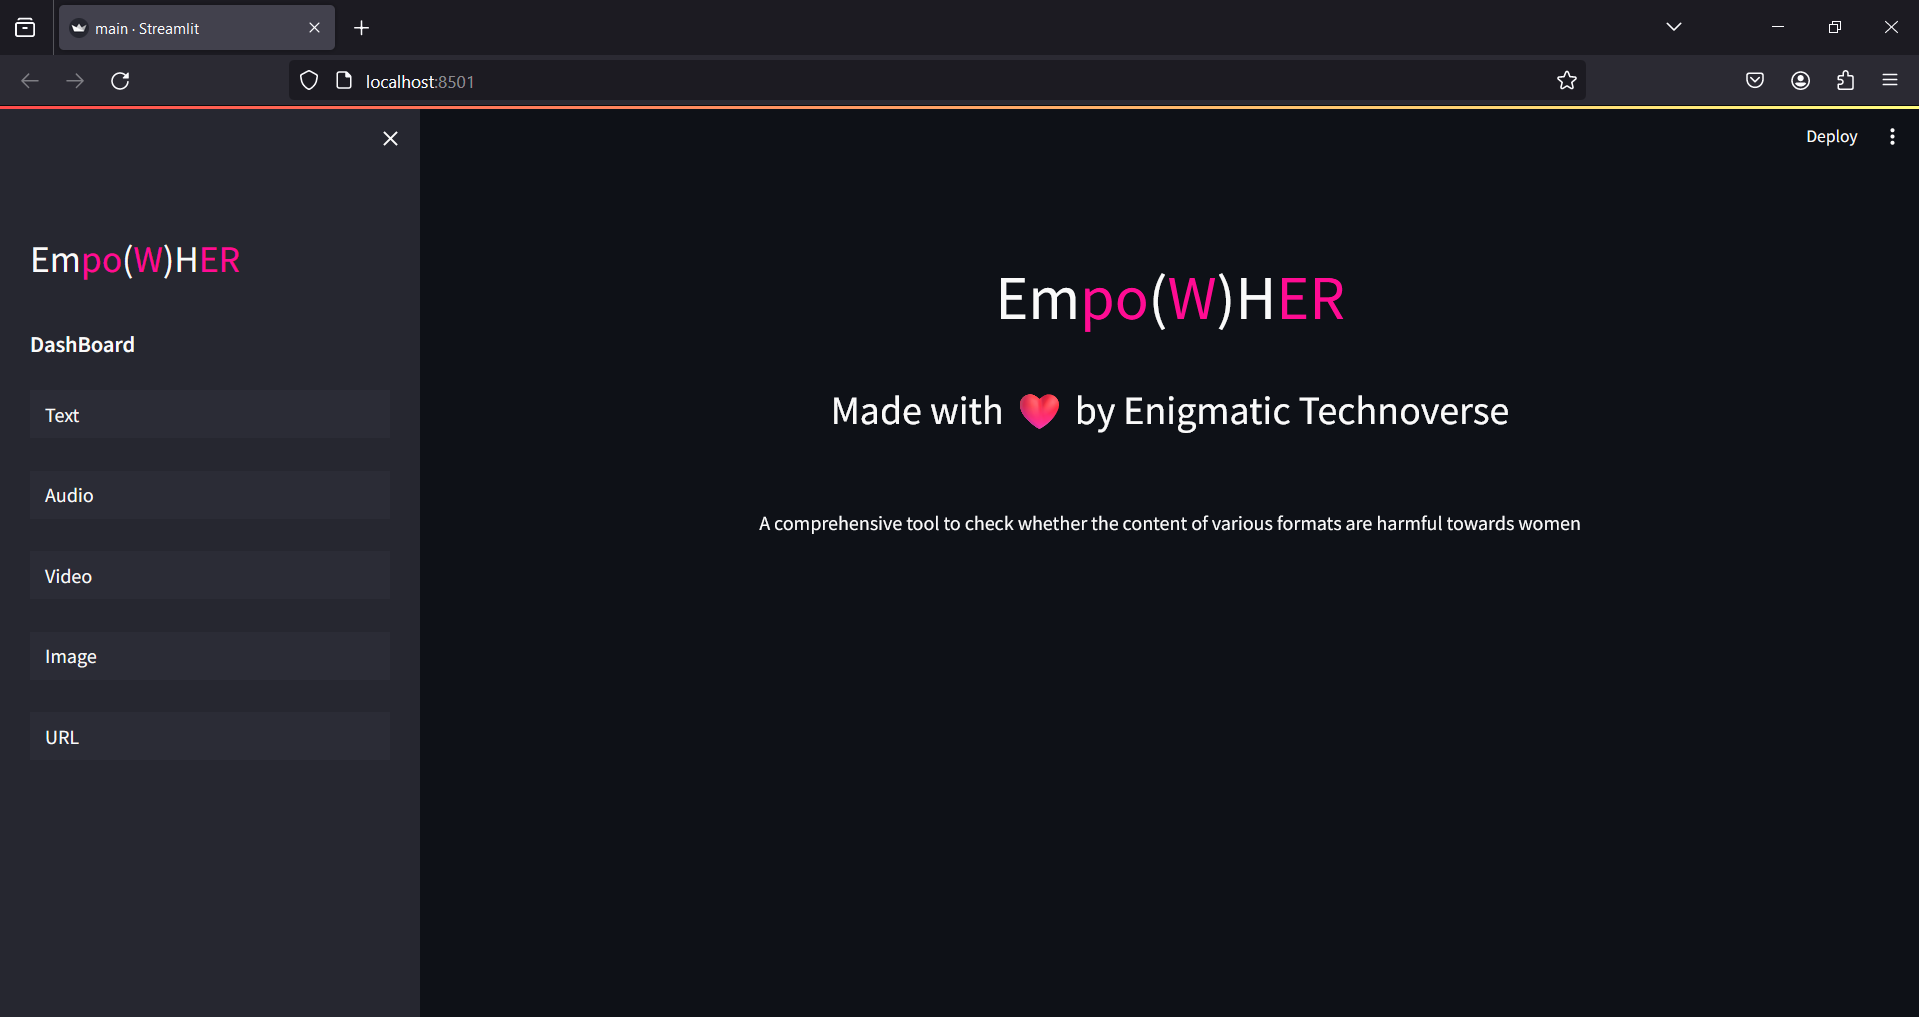 main · Streamlit
localhost:8501
Deploy
Empo(W)HER
DashBoard
Text
Audio
Video
Image
URL
Empo(W)HER
Made with ❤️ by Enigmatic Technoverse
A comprehensive tool to check whether the content of various formats are harmful towards women